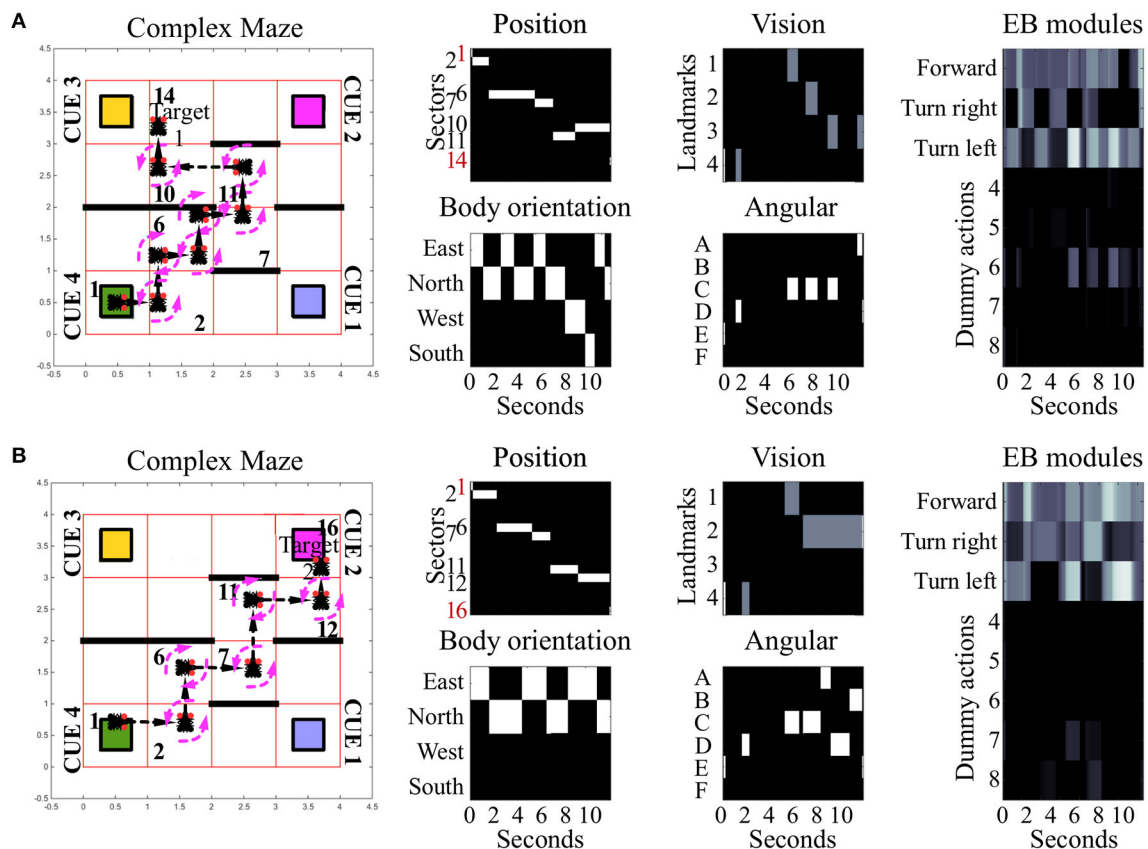 A
Complex Maze
4.5
4
3.5
3
2.5
2
1.5
1
0.5
0
-0.5
-0.5 0 0.5 1 1.5 2 2.5 3 3.5 4 4.5
CUE 3
CUE 2
CUE 4
CUE 1
14
Target
1
10
11
6
7
1
2
Position
Sectors
1
2
6
7
10
11
14
Vision
Landmarks
1
2
3
4
Body orientation
East
North
West
South
0 2 4 6 8 10
Seconds
Angular
A
B
C
D
E
F
0 2 4 6 8 10
Seconds
EB modules
Forward
Turn right
Turn left
Dummy actions
4
5
6
7
8
0 2 4 6 8 10
Seconds
B
Complex Maze
4.5
4
3.5
3
2.5
2
1.5
1
0.5
0
-0.5
-0.5 0 0.5 1 1.5 2 2.5 3 3.5 4 4.5
CUE 3
CUE 2
CUE 4
CUE 1
16
Target
2
11
12
6
7
1
2
Position
Sectors
1
2
6
7
11
12
16
Vision
Landmarks
1
2
3
4
Body orientation
East
North
West
South
0 2 4 6 8 10
Seconds
Angular
A
B
C
D
E
F
0 2 4 6 8 10
Seconds
EB modules
Forward
Turn right
Turn left
Dummy actions
4
5
6
7
8
0 2 4 6 8 10
Seconds